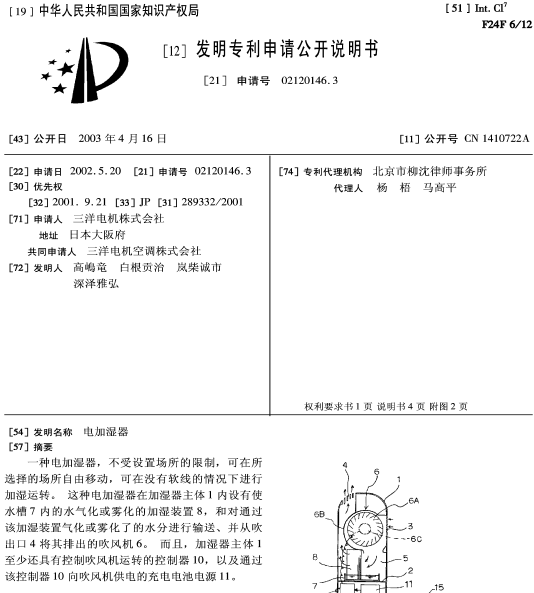 [19] 中华人民共和国国家知识产权局
[51] Int. Cl7
F24F 6/12
[12] 发明专利申请公开说明书
[21] 申请号 02120146.3
[43] 公开日 2003 年 4 月 16 日
[11] 公开号 CN 1410722A
[22] 申请日 2002.5.20 [21] 申请号 02120146.3
[30] 优先权
[32] 2001. 9.21 [33] JP [31] 289332/2001
[71] 申请人 三洋电机株式会社
地址 日本大阪府
共同申请人 三洋电机空调株式会社
[72] 发明人 高嶋竜 白根贡治 岚柴诚市
深泽雅弘
[74] 专利代理机构 北京市柳沈律师事务所
代理人 杨 梧 马高平
权利要求书 1 页 说明书 4 页 附图 2 页
[54] 发明名称 电加湿器
[57] 摘要
一种电加湿器，不受设置场所的限制，可在所
选择的场所自由移动，可在没有软线的情况下进行
加湿运转。 这种电加湿器在加湿器主体 1 内设有使
水槽 7 内的水气化或雾化的加湿装置 8，和对通过
该加湿装置气化或雾化了的水分进行输送、并从吹
出口 4 将其排出的吹风机 6。 而且，加湿器主体 1
至少还具有控制吹风机运转的控制器 10，以及通过
该控制器 10 向吹风机供电的充电电池电源 11。
4
6
1
6A
6B
3
6C
8
5
2
7
11
15